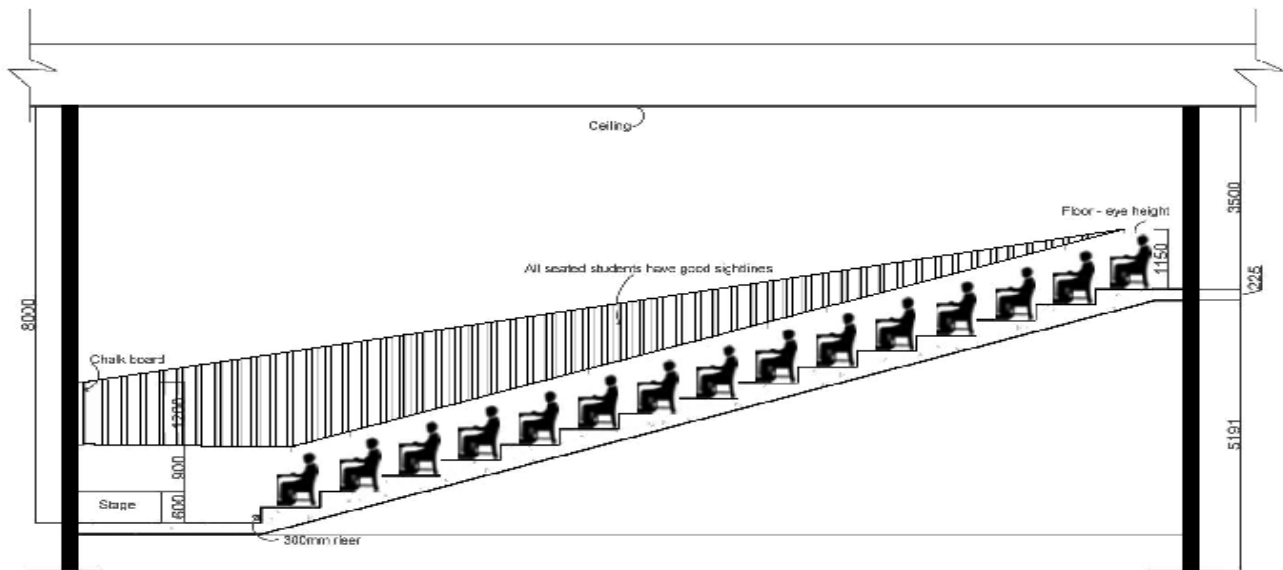 Ceiling
3500
Floor - eye height
1150
225
All seated students have good sightlines
8000
Chalk board
1200
900
5191
Stage
600
300mm riser